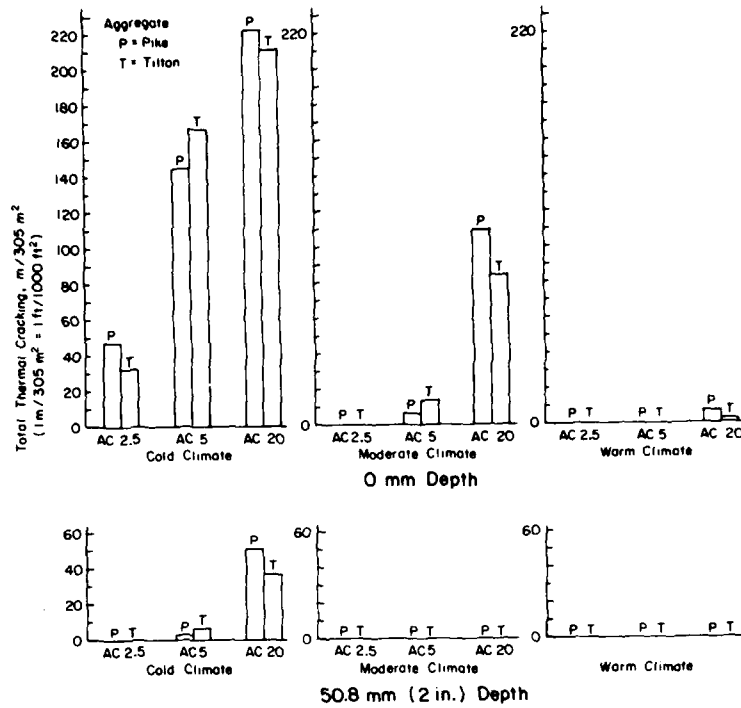 Aggregate
P = Pike
T = Tilton
Total Thermal Cracking, m/305 m²
(1m/305 m² = 1 ft/1000 ft²)
220
200
180
160
140
120
100
80
60
40
20
0
P T
P T
P T
AC 2.5 AC 5 AC 20
Cold Climate
220
0
P T
P T
P T
AC 2.5 AC 5 AC 20
Moderate Climate
220
0
P T
P T
P T
AC 2.5 AC 5 AC 20
Warm Climate
0 mm Depth
60
40
20
0
P T
P T
P T
AC 2.5 AC 5 AC 20
Cold Climate
60
0
P T
P T
P T
AC 2.5 AC 5 AC 20
Moderate Climate
60
0
P T
P T
P T
Warm Climate
50.8 mm (2 in.) Depth